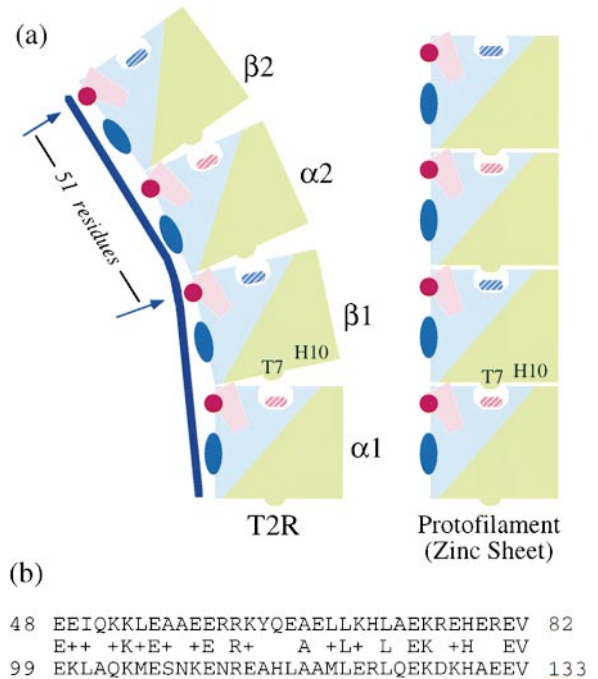 (a)
β2
α2
51 residues
β1
T7 H10
T7 H10
α1
T2R
Protofilament
(Zinc Sheet)
(b)
48 EEIQKKLEAAEERRKYQEAELLKHLAEKREHEREV 82
E++ +K+E+ +E R+ A +L+ L EK +H EV
99 EKLAQKMESNKENREAHLAAMLERLQEKDKHAEEV 133